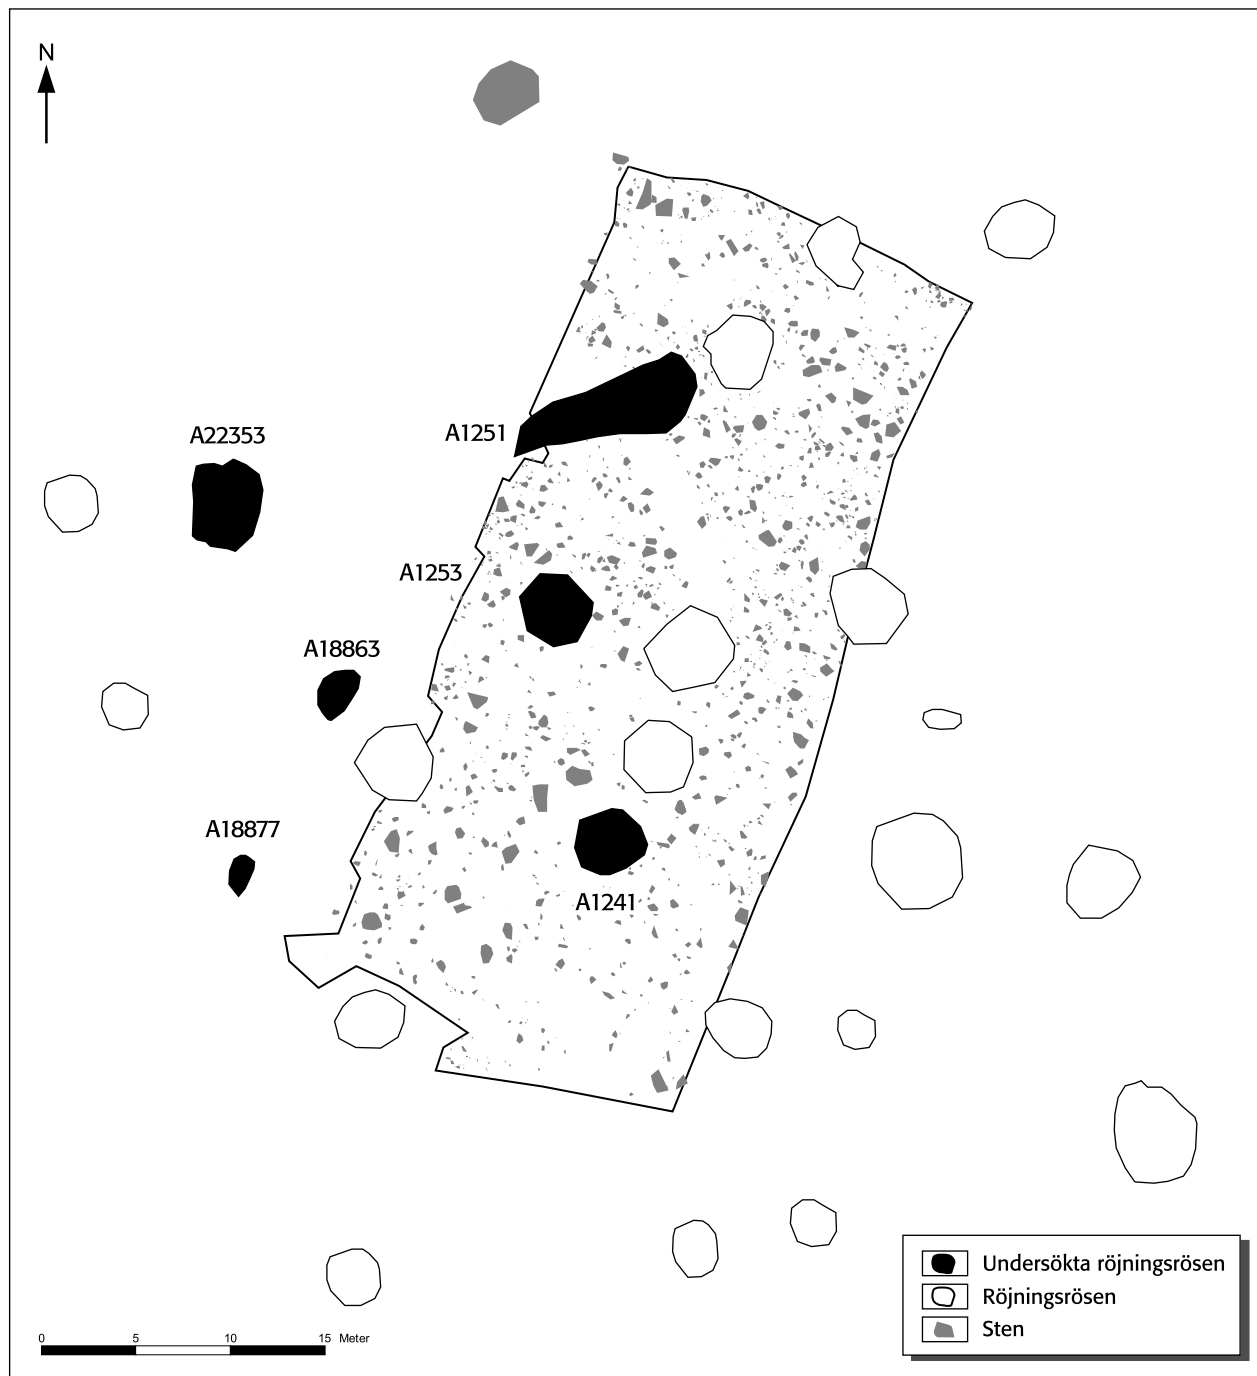 N
A22353
A1251
A1253
A18863
A18877
A1241
Undersökta röjningsrösen
Röjningsrösen
Sten
0 5 10 15 Meter